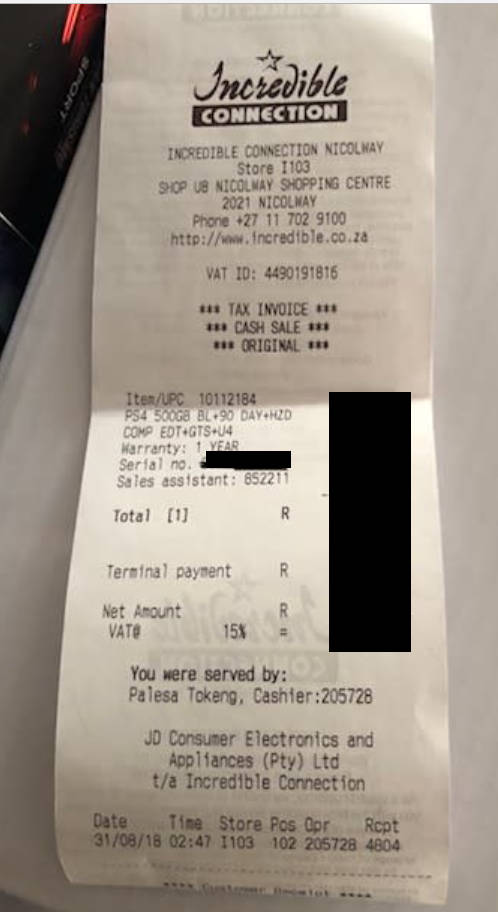 Incredible
CONNECTION
INCREDIBLE CONNECTION NICOLWAY
Store I103
SHOP U8 NICOLWAY SHOPPING CENTRE
2021 NICOLWAY
Phone +27 11 702 9100
http://www.incredible.co.za
VAT ID: 4490191816
*** TAX INVOICE ***
*** CASH SALE ***
*** ORIGINAL ***
Item/UPC 10112184
PS4 500GB BL+90 DAY+HZD
COMP EDT+GTS+U4
Warranty: 1 YEAR
Serial no.
Sales assistant: 852211
Total [1] R
Terminal payment R
Net Amount R
VAT@ 15% =
You were served by:
Palesa Tokeng, Cashier:205728
JD Consumer Electronics and
Appliances (Pty) Ltd
t/a Incredible Connection
Date Time Store Pos Opr Rcpt
31/08/18 02:47 I103 102 205728 4804
**** Customer Receipt ****
SPORT